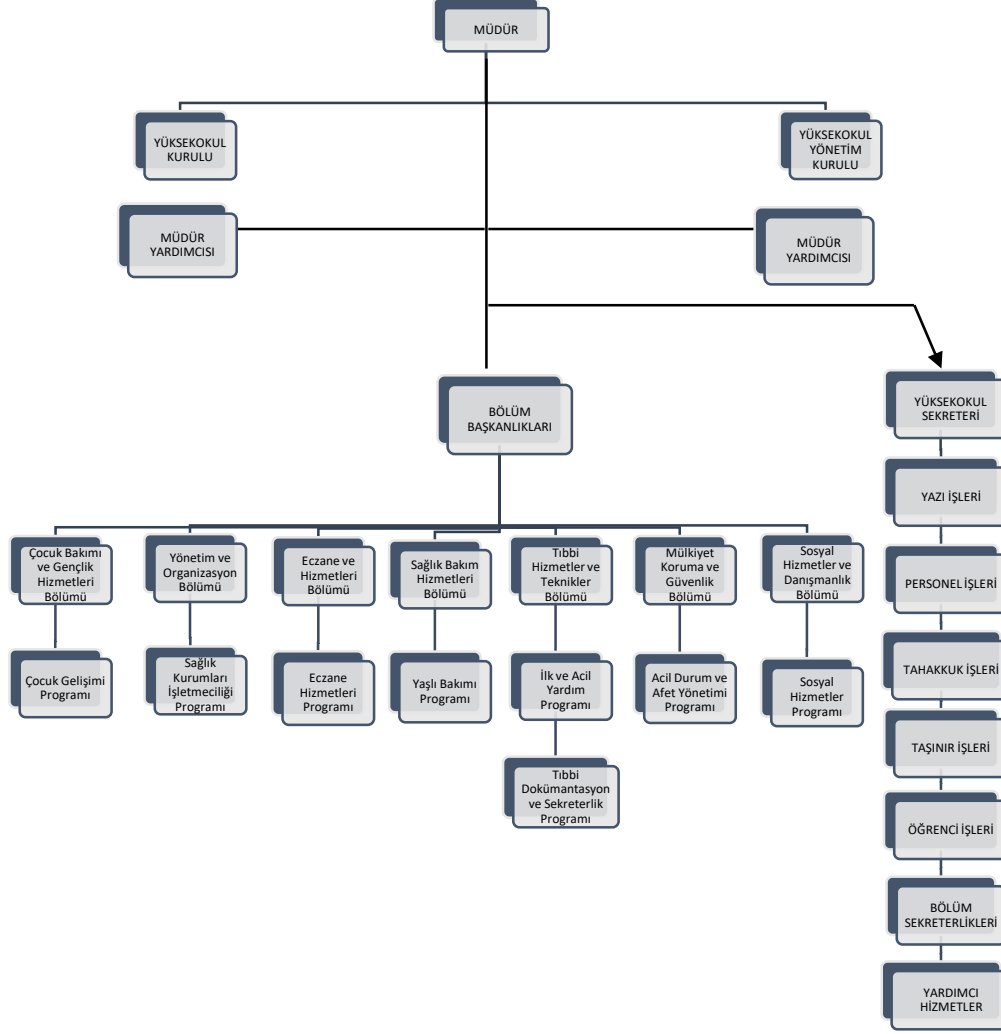 MÜDÜR
YÜKSEKOKUL
KURULU
YÜKSEKOKUL
YÖNETİM
KURULU
MÜDÜR
YARDIMCISI
MÜDÜR
YARDIMCISI
BÖLÜM
BAŞKANLIKLARI
YÜKSEKOKUL
SEKRETERİ
YAZI İŞLERİ
PERSONEL İŞLERİ
TAHAKKUK İŞLERİ
TAŞINIR İŞLERİ
ÖĞRENCİ İŞLERİ
BÖLÜM
SEKRETERLİKLERİ
YARDIMCI
HİZMETLER
Çocuk Bakımı
ve Gençlik
Hizmetleri
Bölümü
Çocuk Gelişimi
Programı
Yönetim ve
Organizasyon
Bölümü
Sağlık
Kurumları
İşletmeciliği
Programı
Eczane ve
Hizmetleri
Bölümü
Eczane
Hizmetleri
Programı
Sağlık Bakım
Hizmetleri
Bölümü
Yaşlı Bakımı
Programı
Tıbbi
Hizmetler ve
Teknikler
Bölümü
İlk ve Acil
Yardım
Programı
Tıbbi
Dokümantasyon
ve Sekreterlik
Programı
Mülkiyet
Koruma ve
Güvenlik
Bölümü
Acil Durum ve
Afet Yönetimi
Programı
Sosyal
Hizmetler ve
Danışmanlık
Bölümü
Sosyal
Hizmetler
Programı